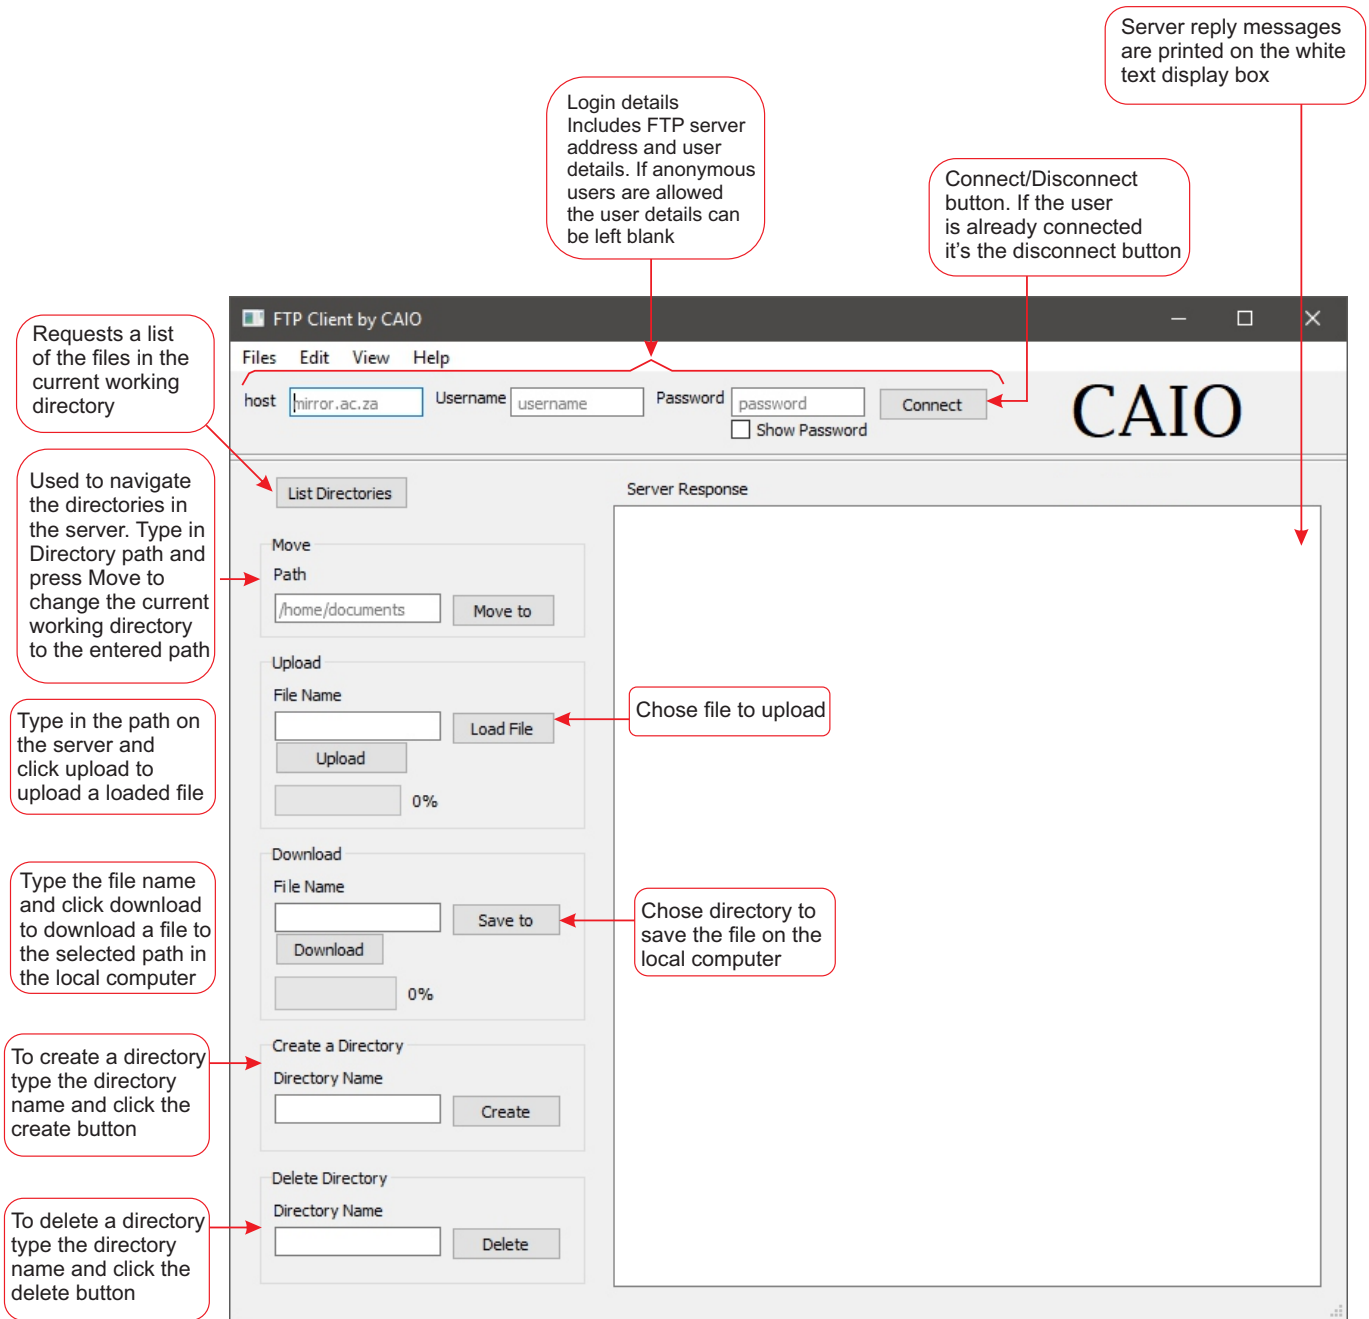 Server reply messages
are printed on the white
text display box
Login details
Includes FTP server
address and user
details. If anonymous
users are allowed
the user details can
be left blank
Connect/Disconnect
button. If the user
is already connected
it's the disconnect button
Requests a list
of the files in the
current working
directory
FTP Client by CAIO
Files Edit View Help
host mirror.ac.za Username username Password password Connect
Show Password
CAIO
Used to navigate
the directories in
the server. Type in
Directory path and
press Move to
change the current
working directory
to the entered path
List Directories
Server Response
Move
Path
/home/documents Move to
Upload
File Name
Load File
Upload
0%
Chose file to upload
Type in the path on
the server and
click upload to
upload a loaded file
Download
File Name
Save to
Download
0%
Type the file name
and click download
to download a file to
the selected path in
the local computer
Chose directory to
save the file on the
local computer
To create a directory
type the directory
name and click the
create button
Create a Directory
Directory Name
Create
To delete a directory
type the directory
name and click the
delete button
Delete Directory
Directory Name
Delete